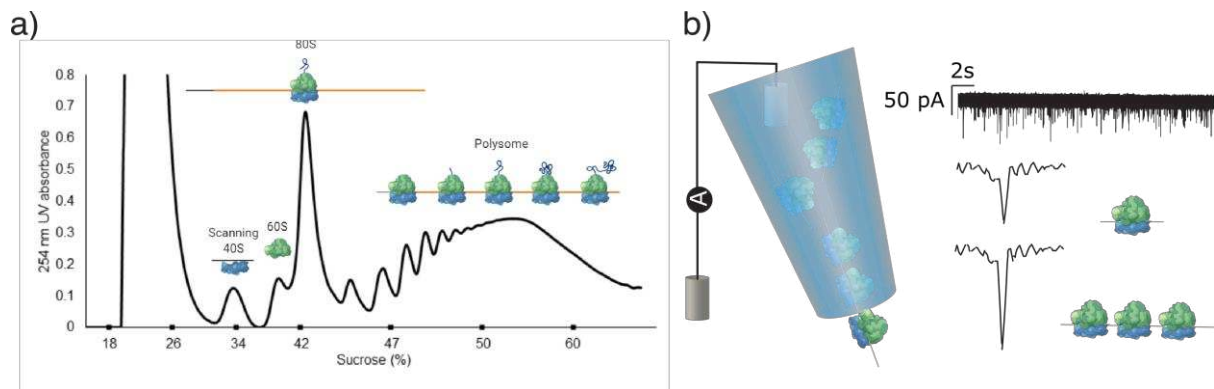 a)
80S
0.8
0.7
0.6
0.5
0.4
0.3
0.2
0.1
0
254 nm UV absorbance
Scanning
40S
60S
Polysome
18 26 34 42 47 50 60
Sucrose (%)
b)
A
2s
50 pA